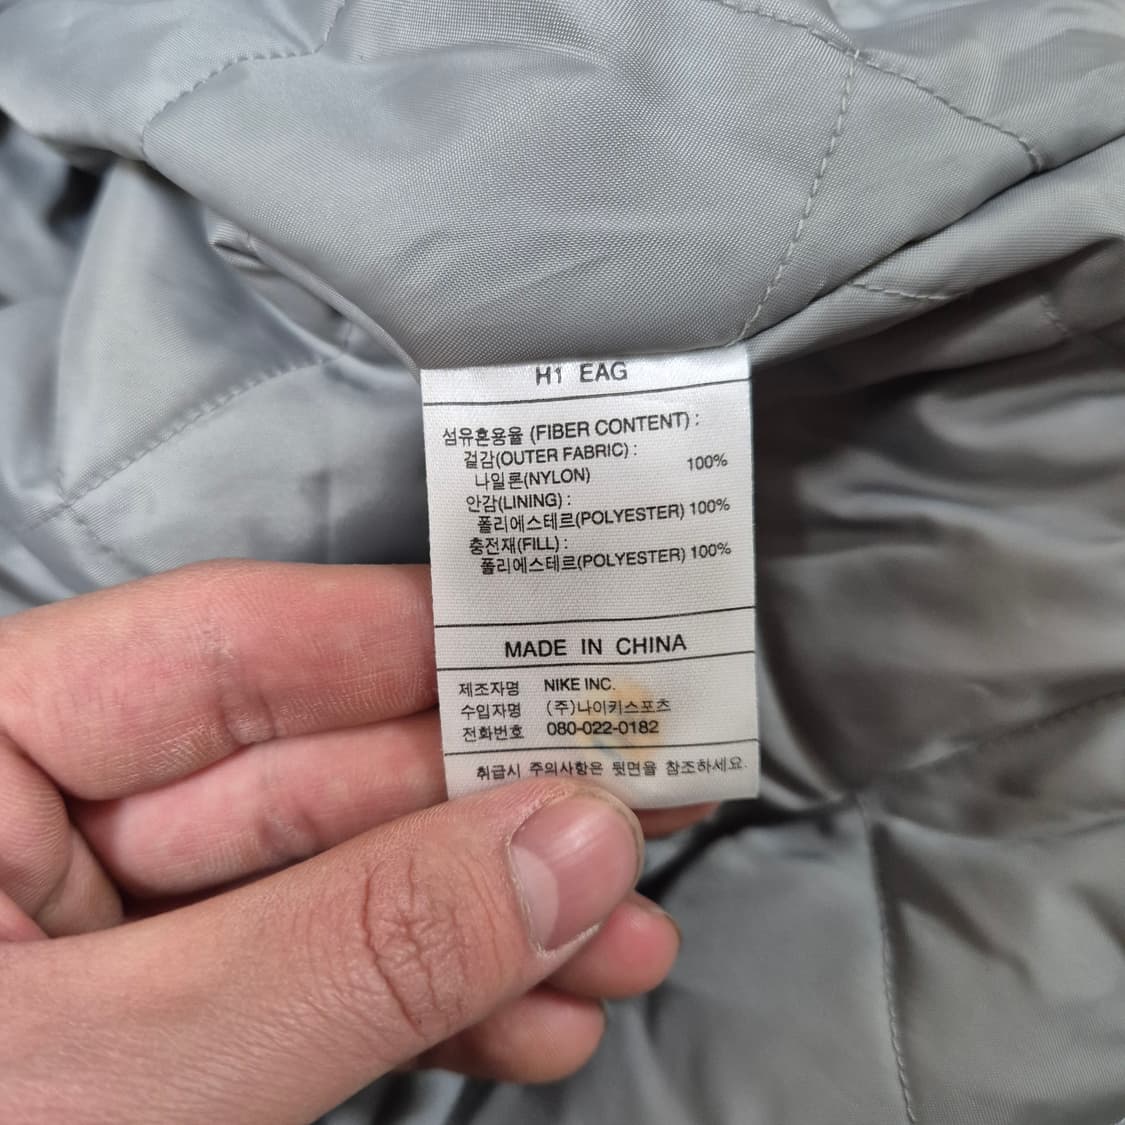 H1 EAG
섬유혼용율 (FIBER CONTENT) :
겉감(OUTER FABRIC) :
나일론(NYLON) 100%
안감(LINING) :
폴리에스테르(POLYESTER) 100%
충전재(FILL) :
폴리에스테르(POLYESTER) 100%
MADE IN CHINA
제조자명 NIKE INC.
수입자명 (주)나이키스포츠
전화번호 080-022-0182
취급시 주의사항은 뒷면을 참조하세요.